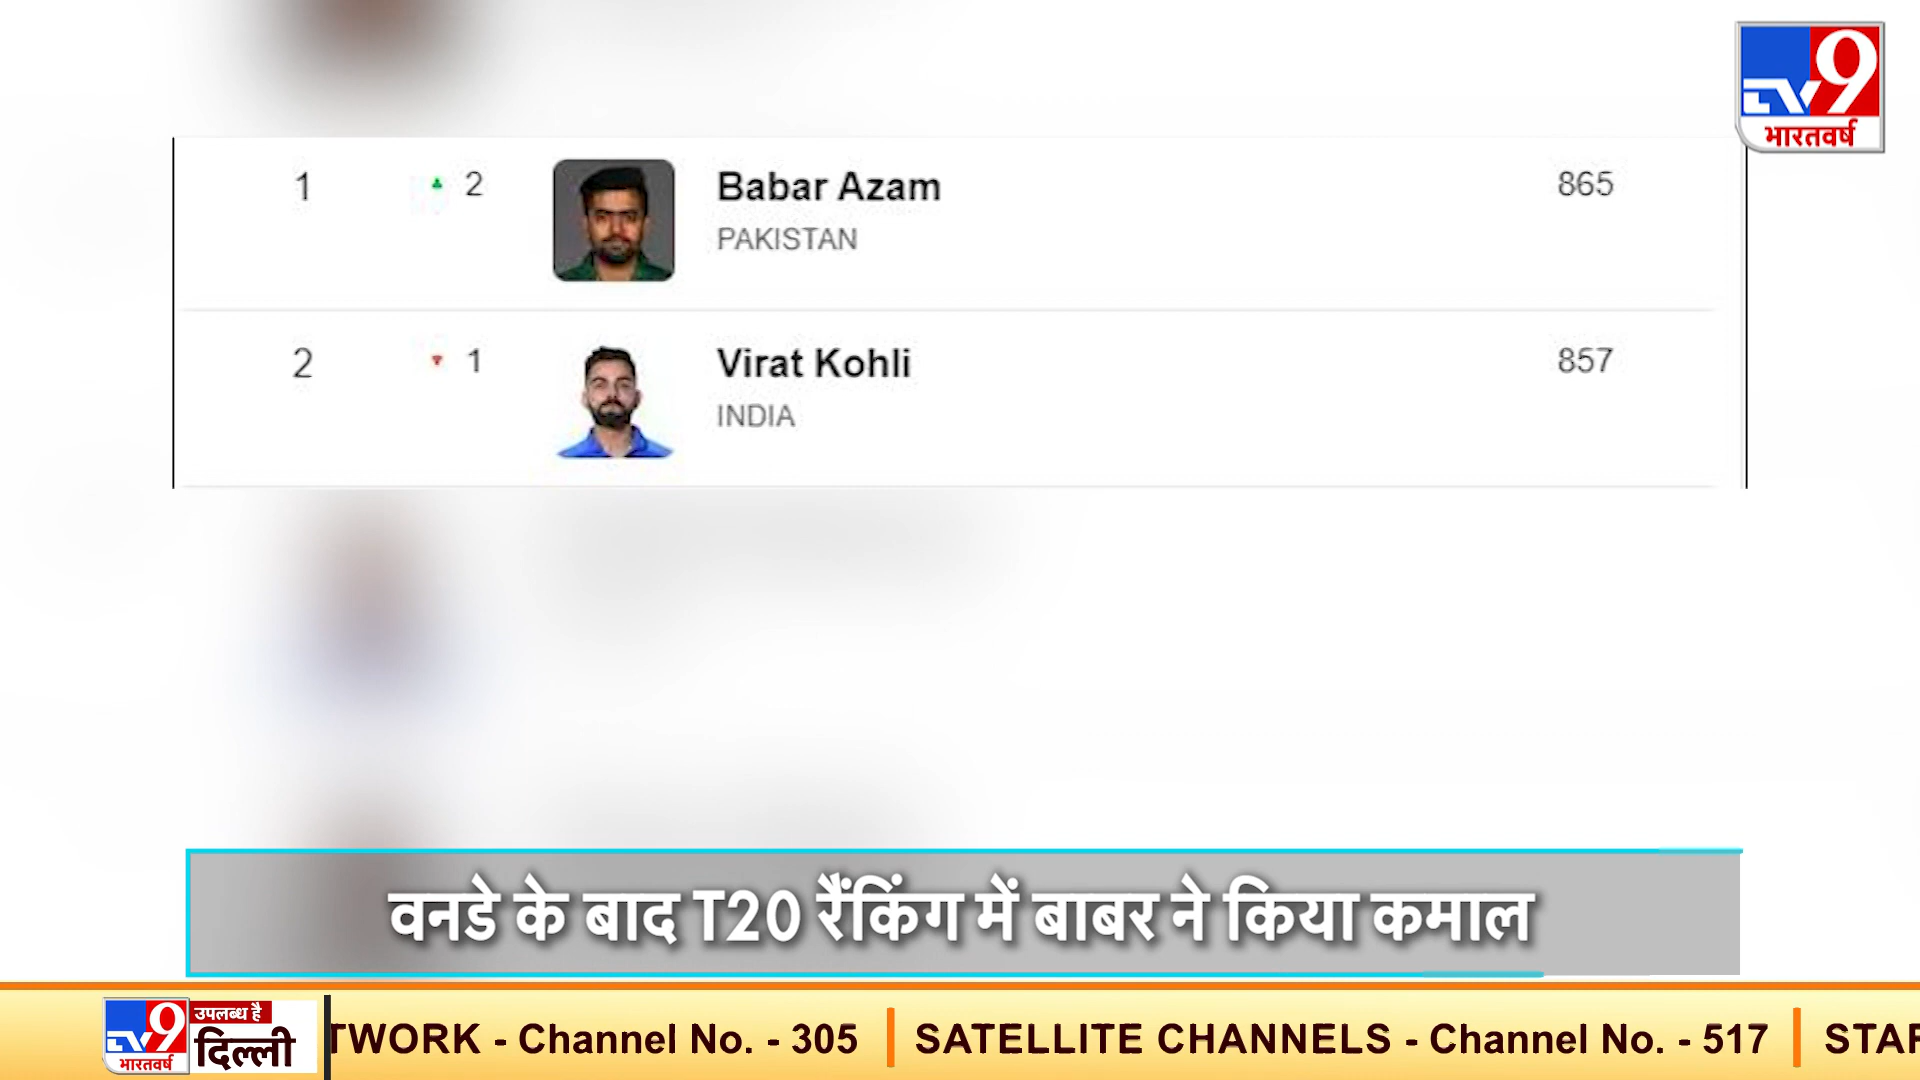 TV9
भारतवर्ष
1 2 Babar Azam 865
PAKISTAN
2 1 Virat Kohli 857
INDIA
वनडे के बाद T20 रैंकिंग में बाबर ने किया कमाल
TV9 भारतवर्ष
उपलब्ध है
दिल्ली
TWORK - Channel No. - 305 | SATELLITE CHANNELS - Channel No. - 517 | STAR